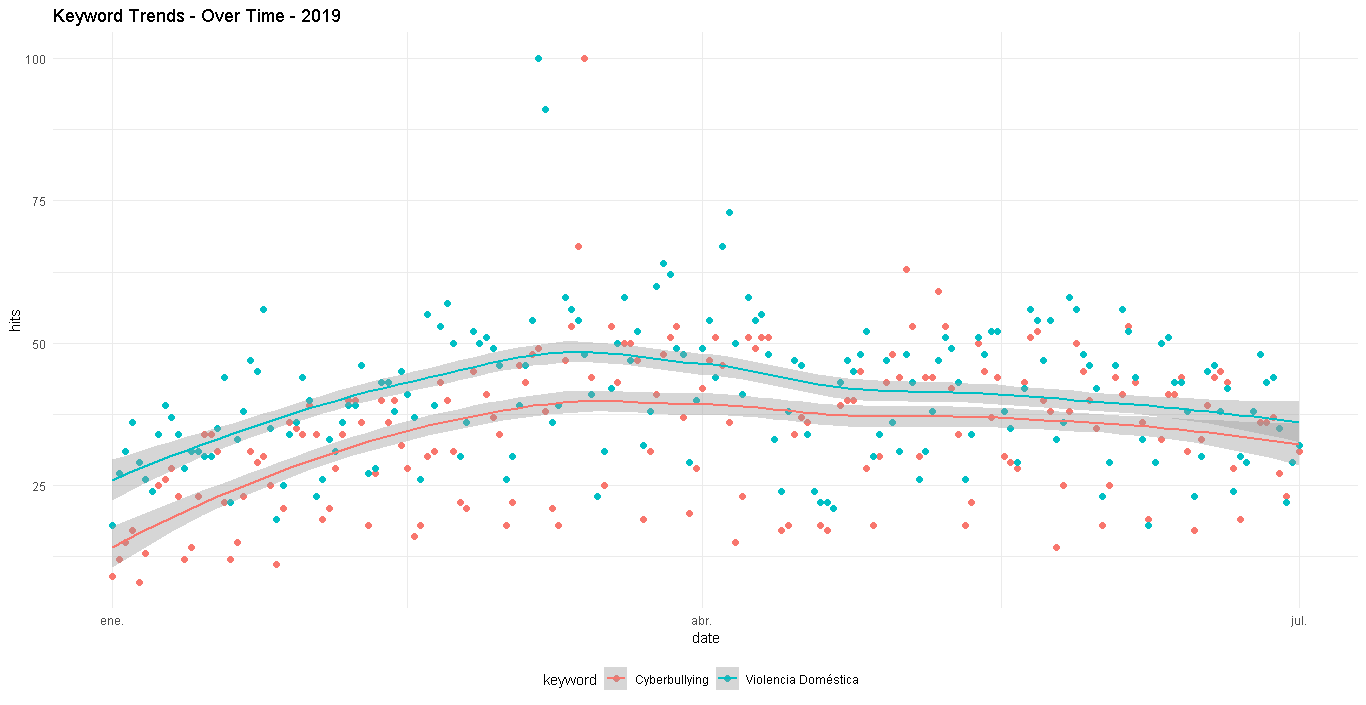 Keyword Trends - Over Time - 2019
100
75
50
25
hits
ene.
abr.
jul.
date
keyword
Cyberbullying
Violencia Doméstica